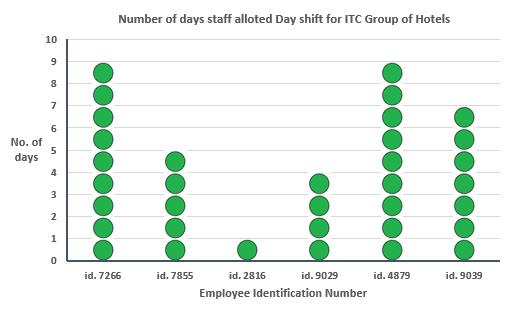 Number of days staff alloted Day shift for ITC Group of Hotels
10
9
8
7
6
5
4
3
2
1
0
No. of
days
id. 7266 id. 7855 id. 2816 id. 9029 id. 4879 id. 9039
Employee Identification Number